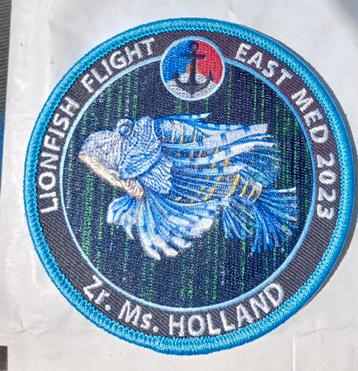 LIONFISH FLIGHT
EAST MED 2023
Zr. Ms. HOLLAND